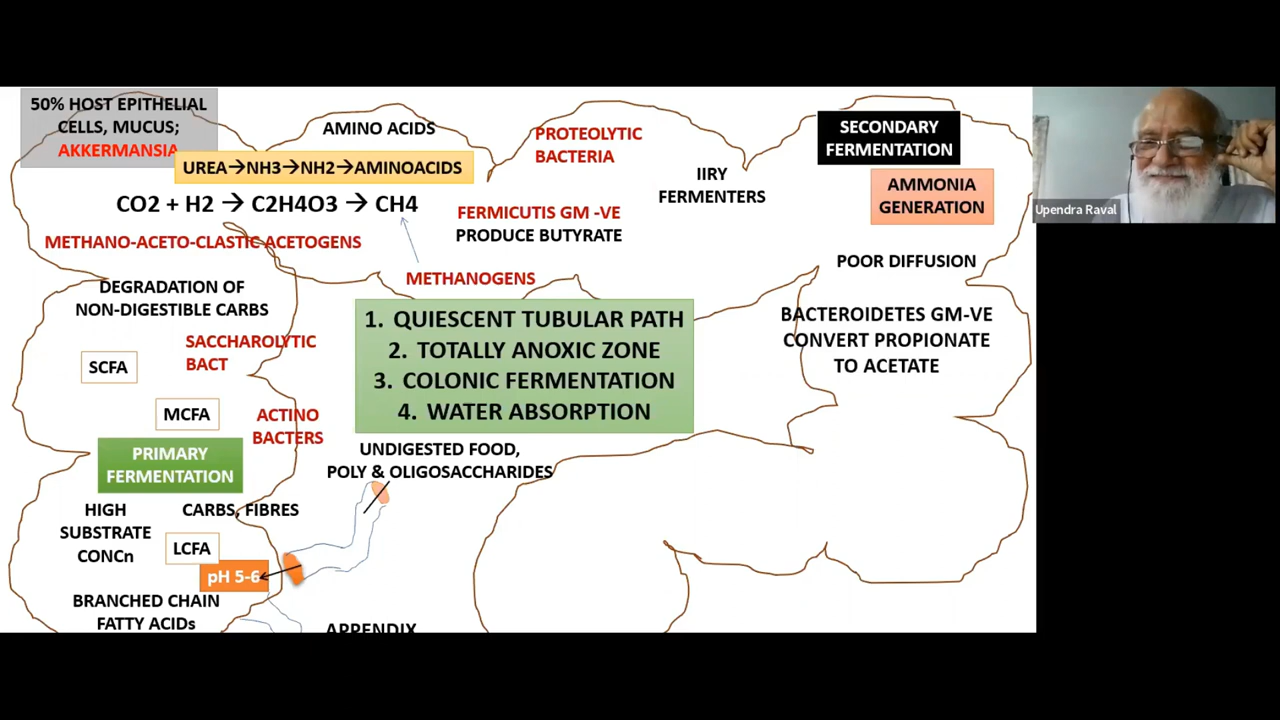 50% HOST EPITHELIAL
CELLS, MUCUS;
AKKERMANSIA
AMINO ACIDS
UREA→NH3→NH2→AMINOACIDS
CO2 + H2 → C2H4O3 → CH4
METHANO-ACETO-CLASTIC ACETOGENS
PROTEOLYTIC
BACTERIA
FERMICUTIS GM -VE
PRODUCE BUTYRATE
METHANOGENS
IIRY
FERMENTERS
SECONDARY
FERMENTATION
AMMONIA
GENERATION
POOR DIFFUSION
BACTEROIDETES GM-VE
CONVERT PROPIONATE
TO ACETATE
Upendra Raval
DEGRADATION OF
NON-DIGESTIBLE CARBS
SACCHAROLYTIC
BACT
SCFA
MCFA
ACTINO
BACTERS
1. QUIESCENT TUBULAR PATH
2. TOTALLY ANOXIC ZONE
3. COLONIC FERMENTATION
4. WATER ABSORPTION
PRIMARY
FERMENTATION
UNDIGESTED FOOD,
POLY & OLIGOSACCHARIDES
HIGH
SUBSTRATE
CONCn
CARBS, FIBRES
LCFA
pH 5-6
BRANCHED CHAIN
FATTY ACIDs
APPENDIX